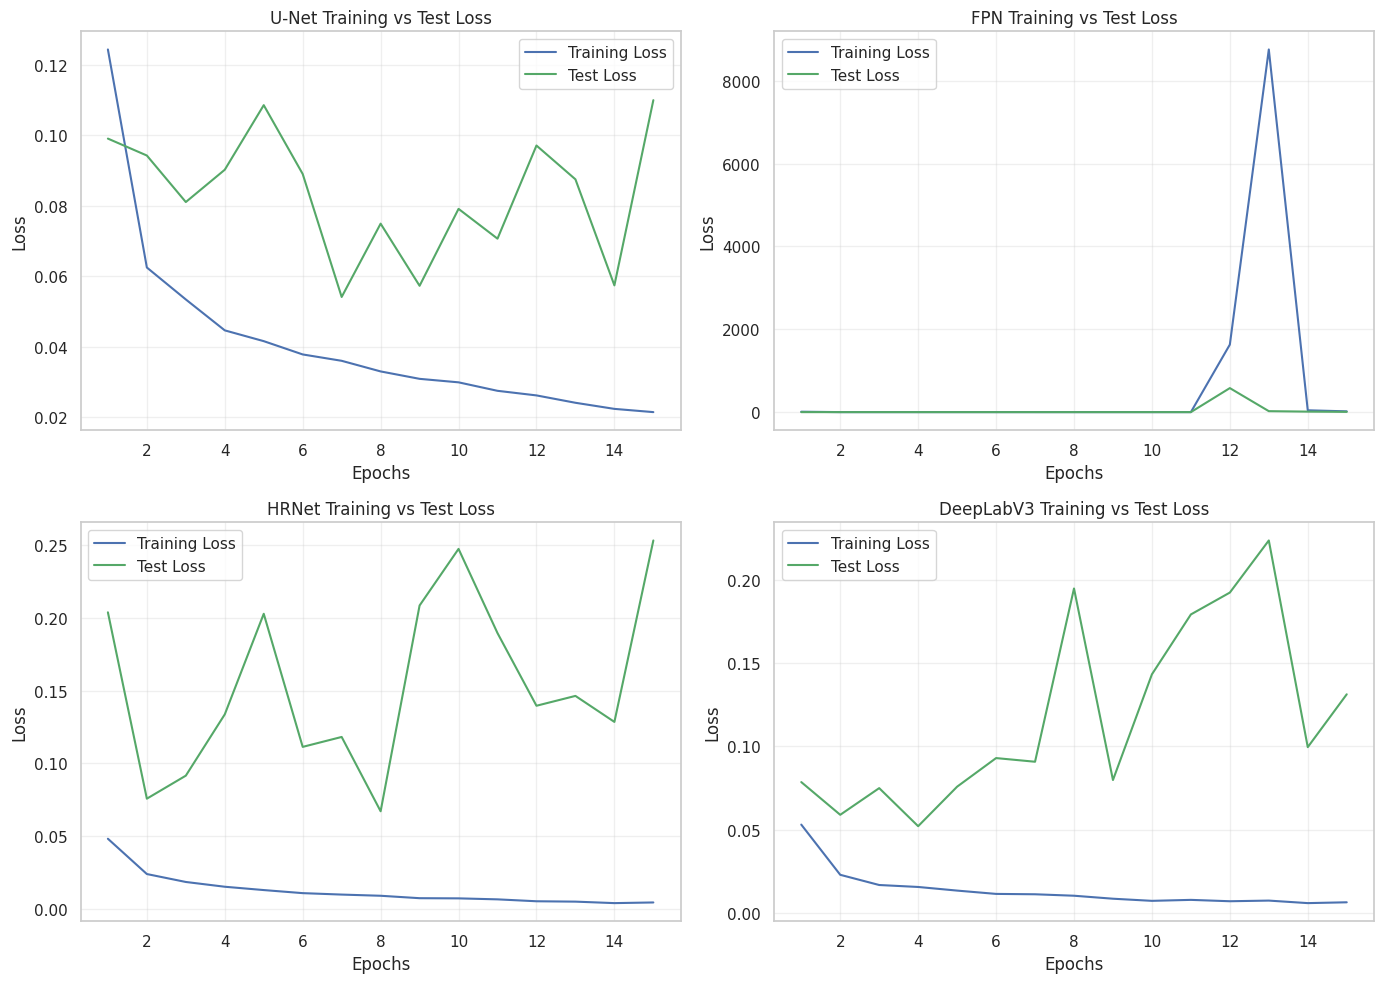 U-Net Training vs Test Loss
Training Loss
Test Loss
0.12
0.10
0.08
0.06
0.04
0.02
Loss
2 4 6 8 10 12 14
Epochs
FPN Training vs Test Loss
Training Loss
Test Loss
8000
6000
4000
2000
0
Loss
2 4 6 8 10 12 14
Epochs
HRNet Training vs Test Loss
Training Loss
Test Loss
0.25
0.20
0.15
0.10
0.05
0.00
Loss
2 4 6 8 10 12 14
Epochs
DeepLabV3 Training vs Test Loss
Training Loss
Test Loss
0.20
0.15
0.10
0.05
0.00
Loss
2 4 6 8 10 12 14
Epochs